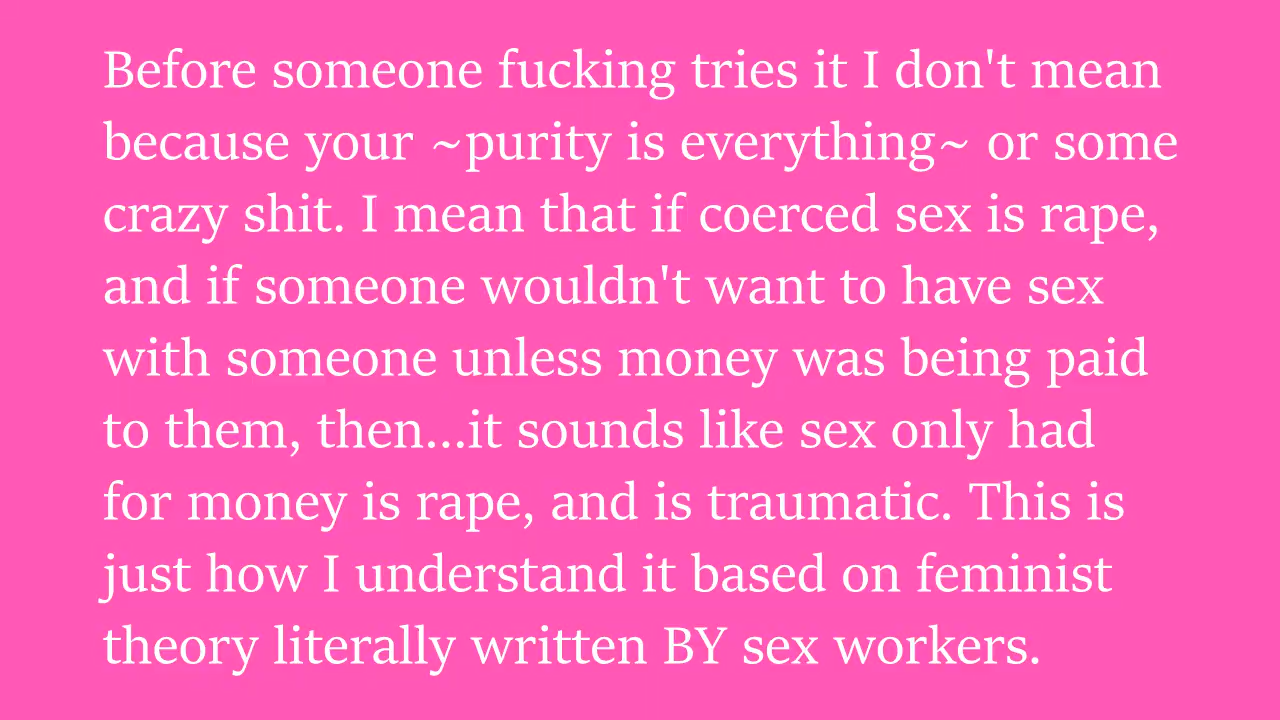 Before someone fucking tries it I don't mean
because your ~purity is everything~ or some
crazy shit. I mean that if coerced sex is rape,
and if someone wouldn't want to have sex
with someone unless money was being paid
to them, then...it sounds like sex only had
for money is rape, and is traumatic. This is
just how I understand it based on feminist
theory literally written BY sex workers.